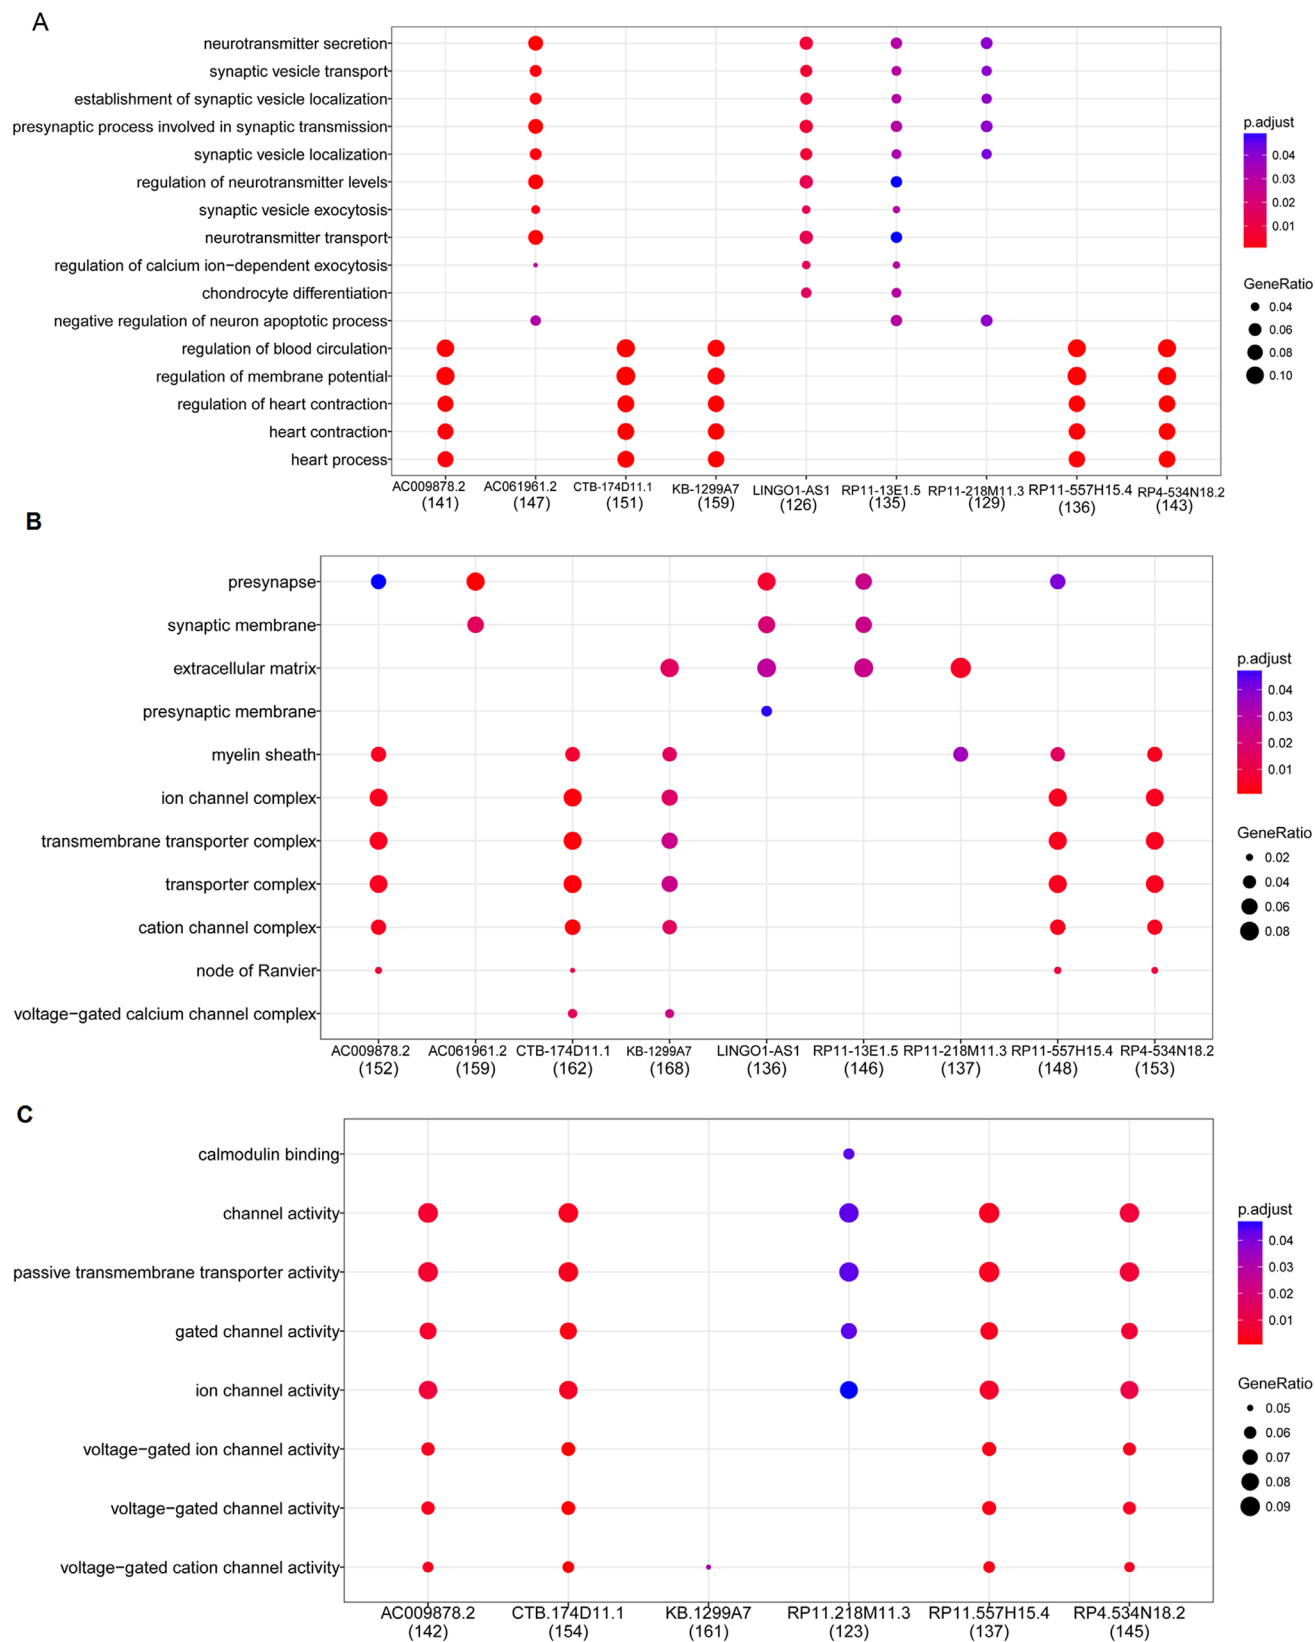 A
neurotransmitter secretion
synaptic vesicle transport
establishment of synaptic vesicle localization
presynaptic process involved in synaptic transmission
synaptic vesicle localization
regulation of neurotransmitter levels
synaptic vesicle exocytosis
neurotransmitter transport
regulation of calcium ion−dependent exocytosis
chondrocyte differentiation
negative regulation of neuron apoptotic process
regulation of blood circulation
regulation of membrane potential
regulation of heart contraction
heart contraction
heart process
AC009878.2 AC061961.2 CTB-174D11.1 KB-1299A7 LINGO1-AS1 RP11-13E1.5 RP11-218M11.3 RP11-557H15.4 RP4-534N18.2
(141) (147) (151) (159) (126) (135) (129) (136) (143)
p.adjust
0.04
0.03
0.02
0.01
GeneRatio
0.04
0.06
0.08
0.10
B
presynapse
synaptic membrane
extracellular matrix
presynaptic membrane
myelin sheath
ion channel complex
transmembrane transporter complex
transporter complex
cation channel complex
node of Ranvier
voltage−gated calcium channel complex
AC009878.2 AC061961.2 CTB-174D11.1 KB-1299A7 LINGO1-AS1 RP11-13E1.5 RP11-218M11.3 RP11-557H15.4 RP4-534N18.2
(152) (159) (162) (168) (136) (146) (137) (148) (153)
p.adjust
0.04
0.03
0.02
0.01
GeneRatio
0.02
0.04
0.06
0.08
C
calmodulin binding
channel activity
passive transmembrane transporter activity
gated channel activity
ion channel activity
voltage−gated ion channel activity
voltage−gated channel activity
voltage−gated cation channel activity
AC009878.2 CTB.174D11.1 KB.1299A7 RP11.218M11.3 RP11.557H15.4 RP4.534N18.2
(142) (154) (161) (123) (137) (145)
p.adjust
0.04
0.03
0.02
0.01
GeneRatio
0.05
0.06
0.07
0.08
0.09